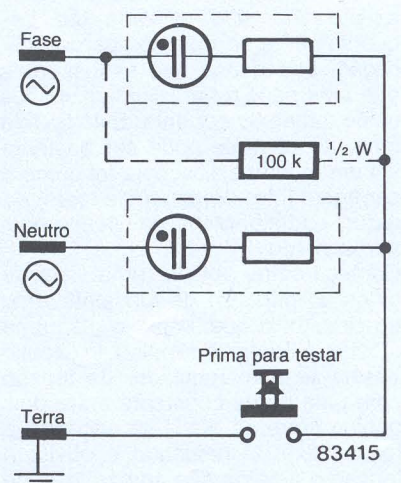 Fase
100 k
1/2 W
Neutro
Prima para testar
Terra
83415